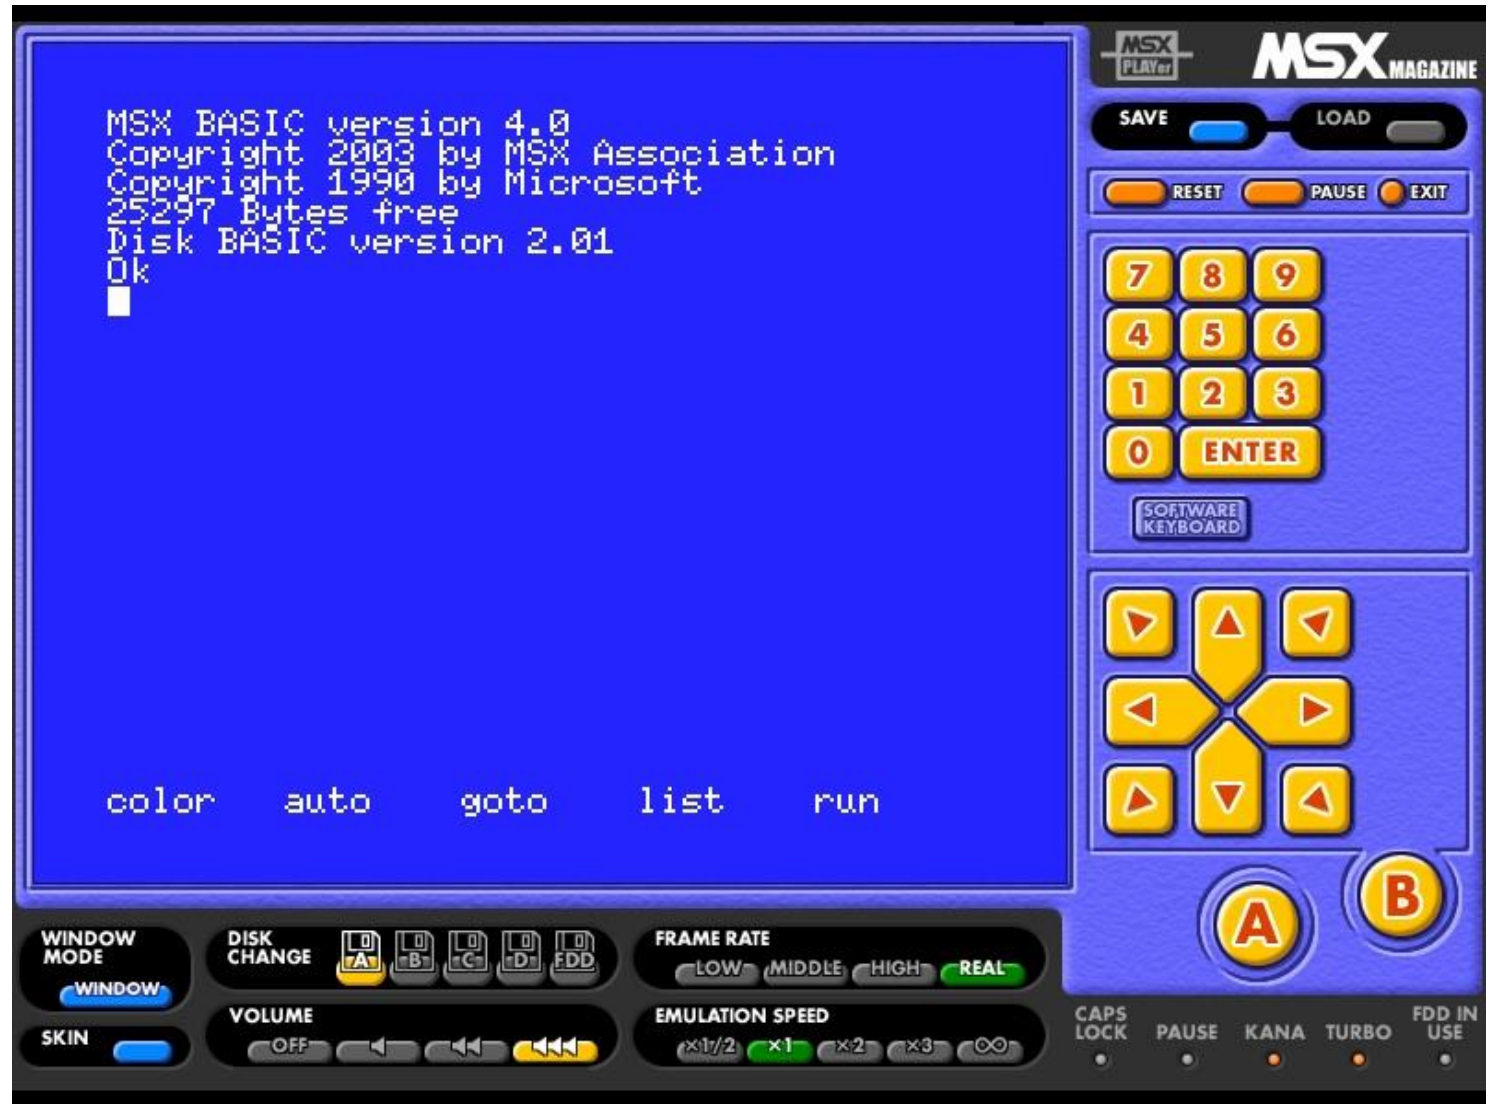 MSX BASIC version 4.0
Copyright 2003 by MSX Association
Copyright 1990 by Microsoft
25297 Bytes free
Disk BASIC version 2.01
Ok
color auto goto list run
MSX
PLAYer
MSX MAGAZINE
SAVE LOAD
RESET PAUSE EXIT
7 8 9
4 5 6
1 2 3
0 ENTER
SOFTWARE
KEYBOARD
A B
WINDOW
MODE
WINDOW
SKIN
DISK
CHANGE
A B C D FDD
VOLUME
OFF
FRAME RATE
LOW MIDDLE HIGH REAL
EMULATION SPEED
×1/2 ×1 ×2 ×3 ∞
CAPS
LOCK PAUSE KANA TURBO FDD IN
USE